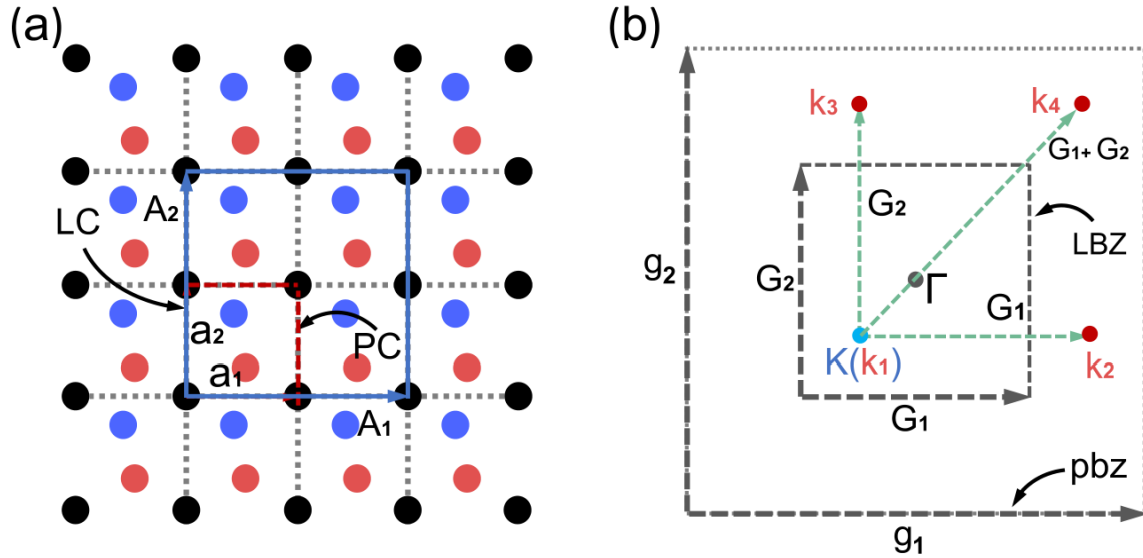 (a)
LC
A₂
a₂
a₁
PC
A₁
(b)
k₃
k₄
G₁+ G₂
G₂
LBZ
g₂
G₂
Γ
G₁
K(k₁)
k₂
G₁
pbz
g₁